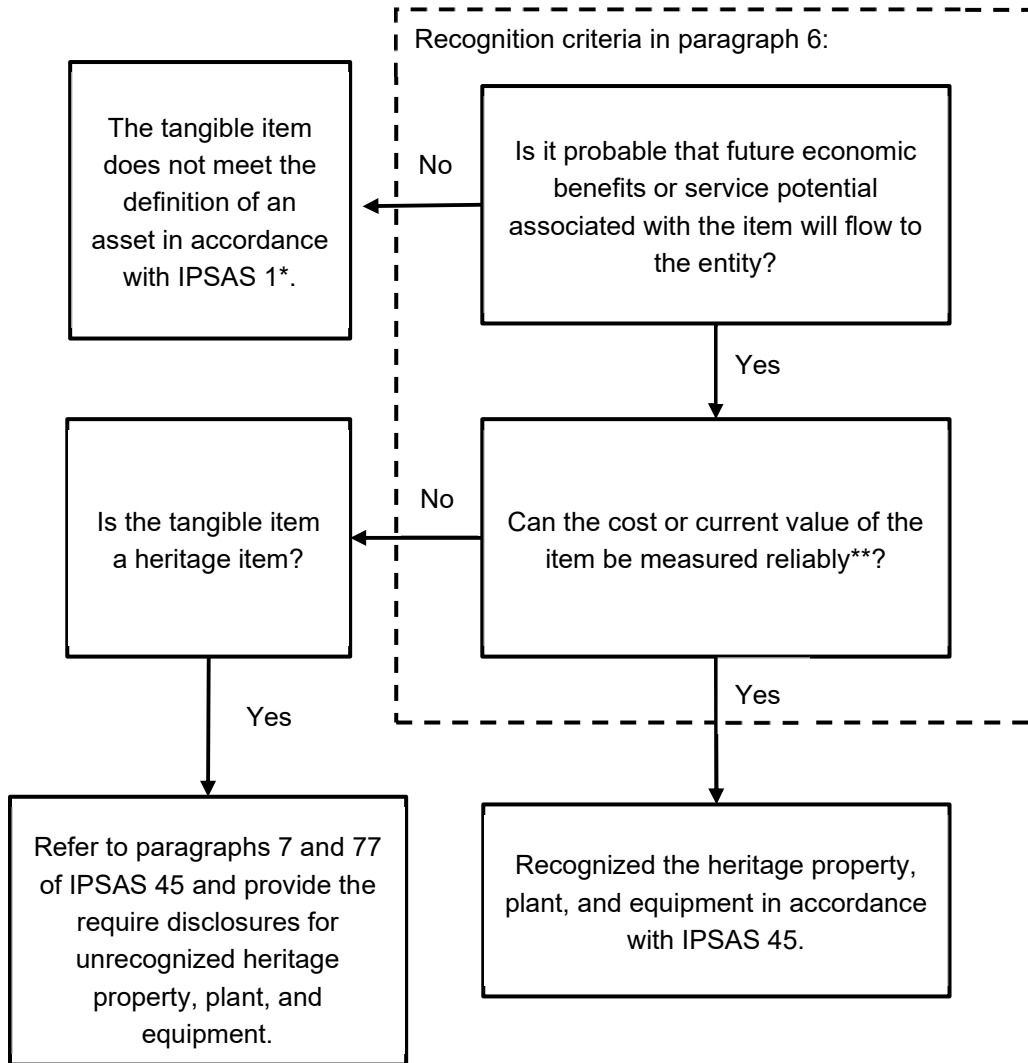 Recognition criteria in paragraph 6:
The tangible item
does not meet the
definition of an
asset in accordance
with IPSAS 1*.
No
Is it probable that future economic
benefits or service potential
associated with the item will flow to
the entity?
Yes
Is the tangible item
a heritage item?
No
Can the cost or current value of the
item be measured reliably**?
Yes
Yes
Refer to paragraphs 7 and 77
of IPSAS 45 and provide the
require disclosures for
unrecognized heritage
property, plant, and
equipment.
Recognized the heritage property,
plant, and equipment in accordance
with IPSAS 45.